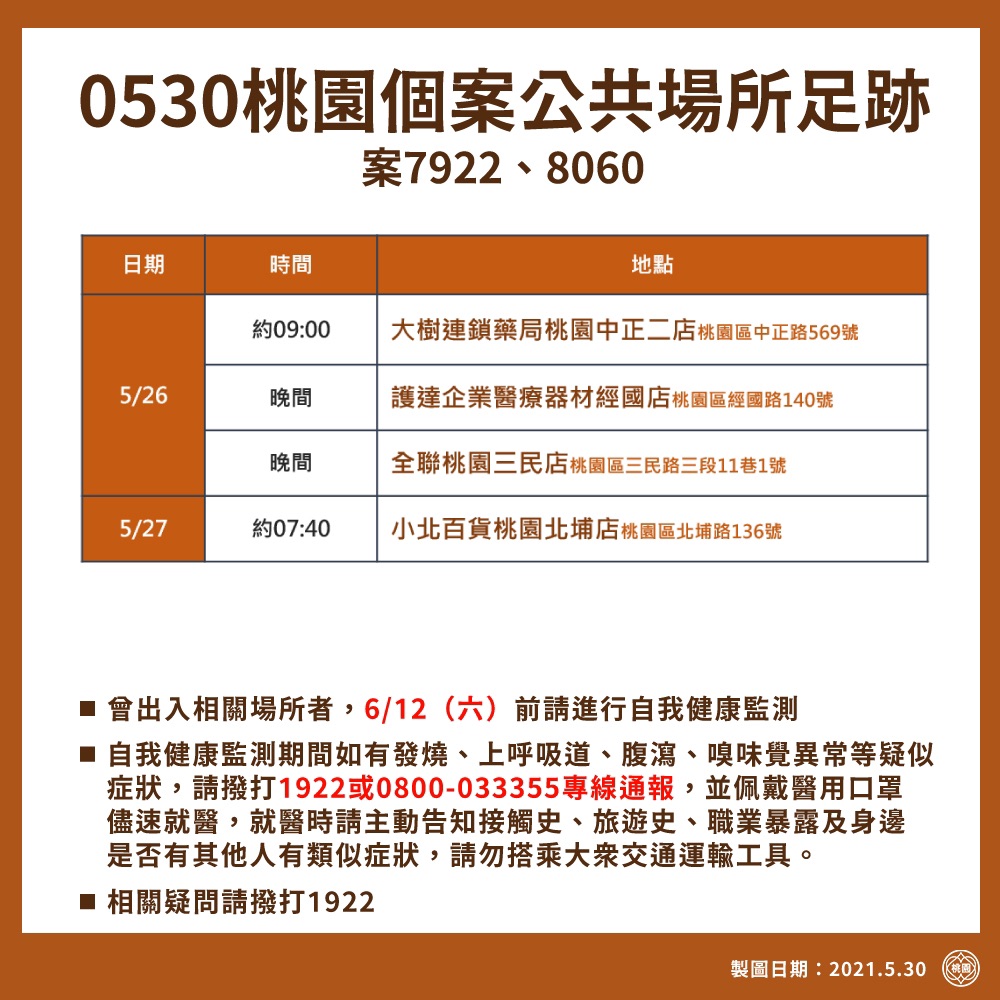 0530桃園個案公共場所足跡
案7922、8060
日期 時間 地點
5/26 約09:00 大樹連鎖藥局桃園中正二店桃園區中正路569號
晚間 護達企業醫療器材經國店桃園區經國路140號
晚間 全聯桃園三民店桃園區三民路三段11巷1號
5/27 約07:40 小北百貨桃園北埔店桃園區北埔路136號
■ 曾出入相關場所者，6/12（六）前請進行自我健康監測
■ 自我健康監測期間如有發燒、上呼吸道、腹瀉、嗅味覺異常等疑似
症狀，請撥打1922或0800-033355專線通報，並佩戴醫用口罩
儘速就醫，就醫時請主動告知接觸史、旅遊史、職業暴露及身邊
是否有其他人有類似症狀，請勿搭乘大眾交通運輸工具。
■ 相關疑問請撥打1922
製圖日期：2021.5.30 桃園